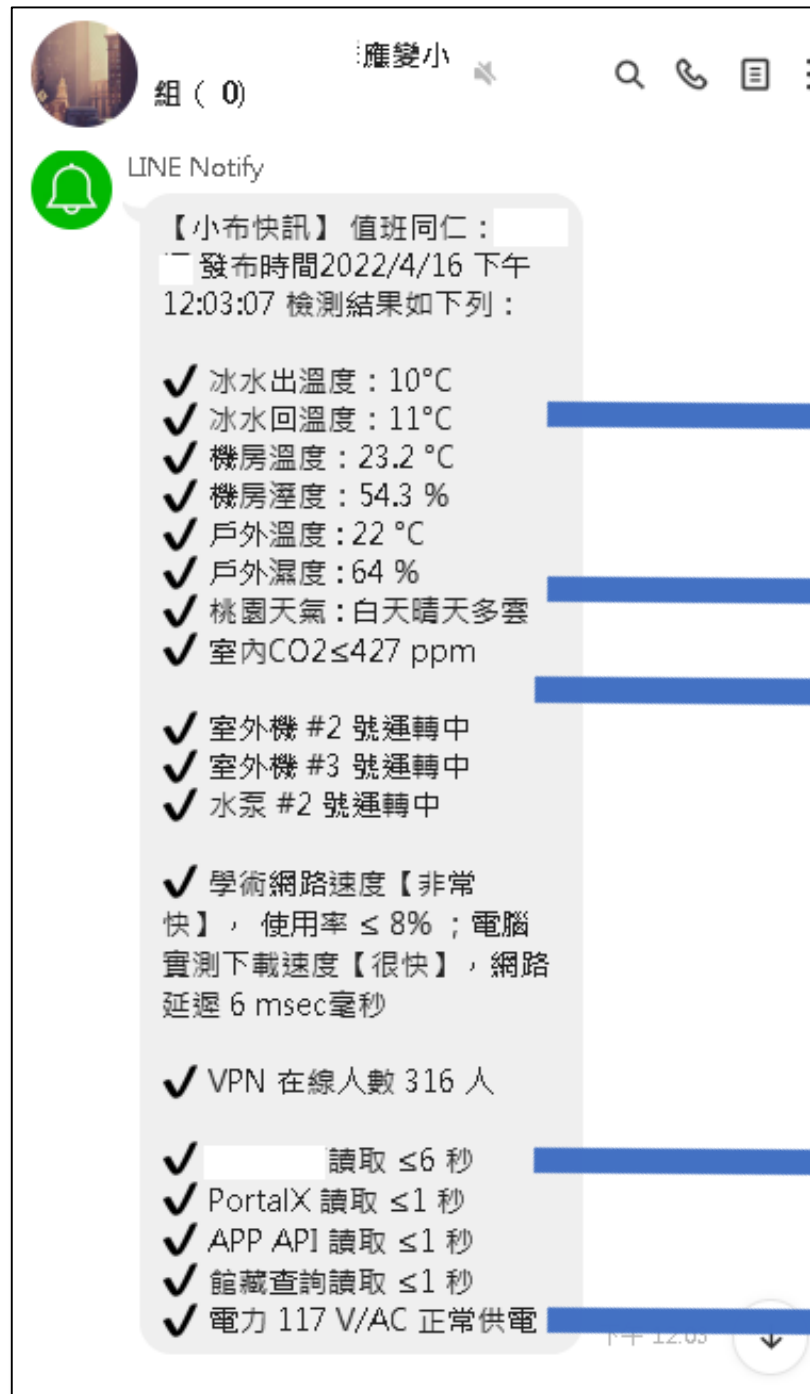 應變小
組 ( 0)
LINE Notify
【小布快訊】 值班同仁：
發布時間2022/4/16 下午
12:03:07 檢測結果如下列：
✔ 冰水出溫度：10°C
✔ 冰水回溫度：11°C
✔ 機房溫度：23.2 °C
✔ 機房溼度：54.3 %
✔ 戶外溫度:22 °C
✔ 戶外濕度:64 %
✔ 桃園天氣:白天晴天多雲
✔ 室內CO2≤427 ppm
✔ 室外機 #2 號運轉中
✔ 室外機 #3 號運轉中
✔ 水泵 #2 號運轉中
✔ 學術網路速度【非常
快】， 使用率 ≤ 8% ；電腦
實測下載速度【很快】，網路
延遲 6 msec毫秒
✔ VPN 在線人數 316 人
✔ 讀取 ≤6 秒
✔ PortalX 讀取 ≤1 秒
✔ APP API 讀取 ≤1 秒
✔ 館藏查詢讀取 ≤1 秒
✔ 電力 117 V/AC 正常供電
下午 12:03